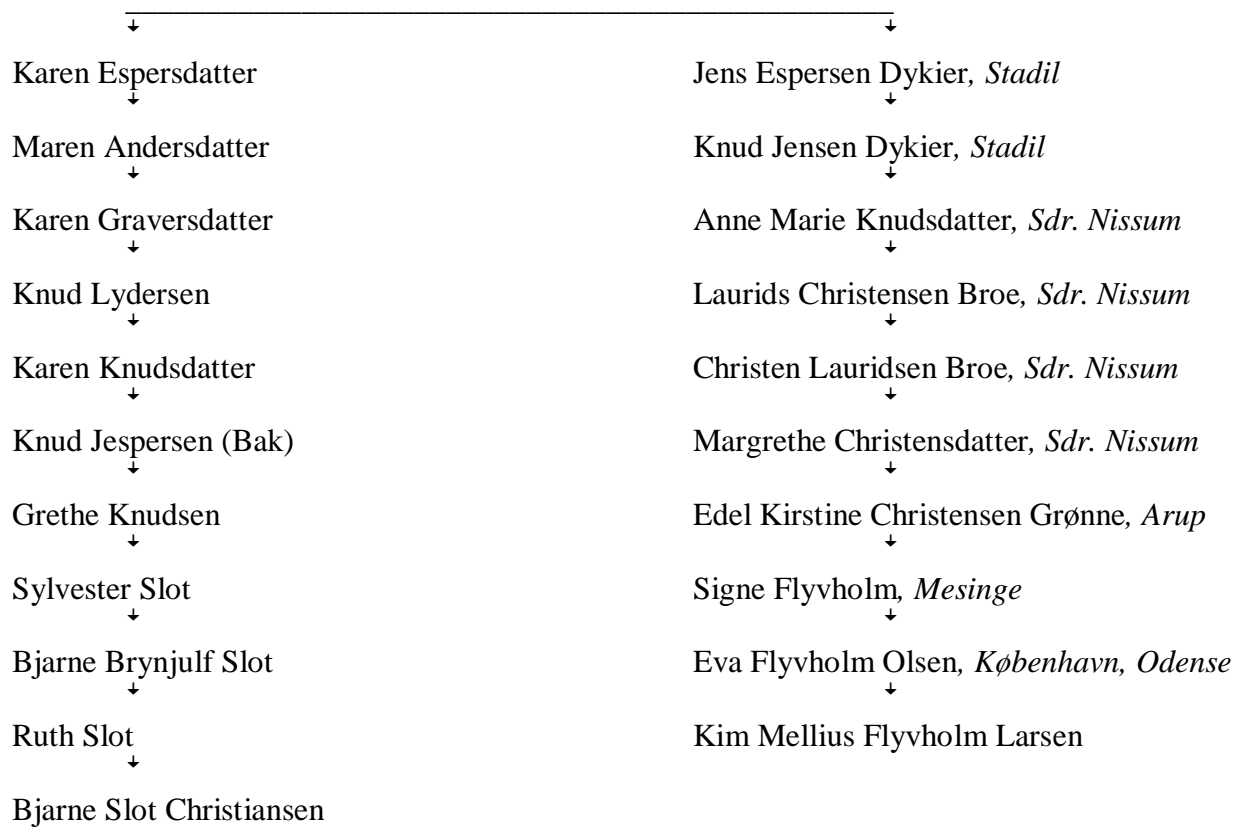 Karen Espersdatter
Jens Espersen Dykier, Stadil
Maren Andersdatter
Knud Jensen Dykier, Stadil
Karen Graversdatter
Anne Marie Knudsdatter, Sdr. Nissum
Knud Lydersen
Laurids Christensen Broe, Sdr. Nissum
Karen Knudsdatter
Christen Lauridsen Broe, Sdr. Nissum
Knud Jespersen (Bak)
Margrethe Christensdatter, Sdr. Nissum
Grethe Knudsen
Edel Kirstine Christensen Grønne, Arup
Sylvester Slot
Signe Flyvholm, Mesinge
Bjarne Brynjulf Slot
Eva Flyvholm Olsen, København, Odense
Ruth Slot
Kim Mellius Flyvholm Larsen
Bjarne Slot Christiansen